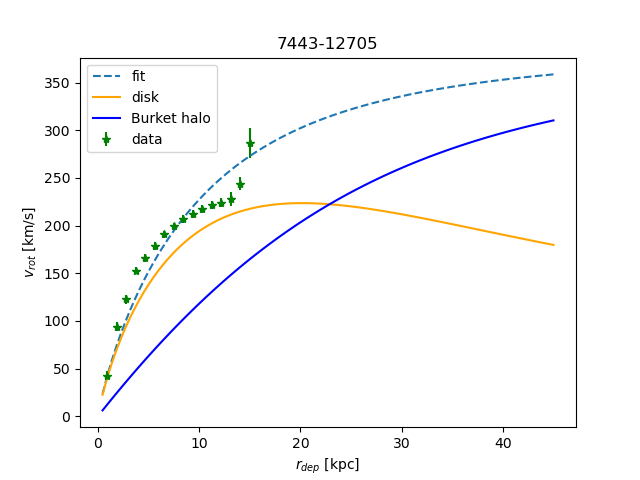 7443-12705
fit
disk
Burket halo
data
350
300
250
200
150
100
50
0
v_rot [km/s]
0 10 20 30 40
r_dep [kpc]